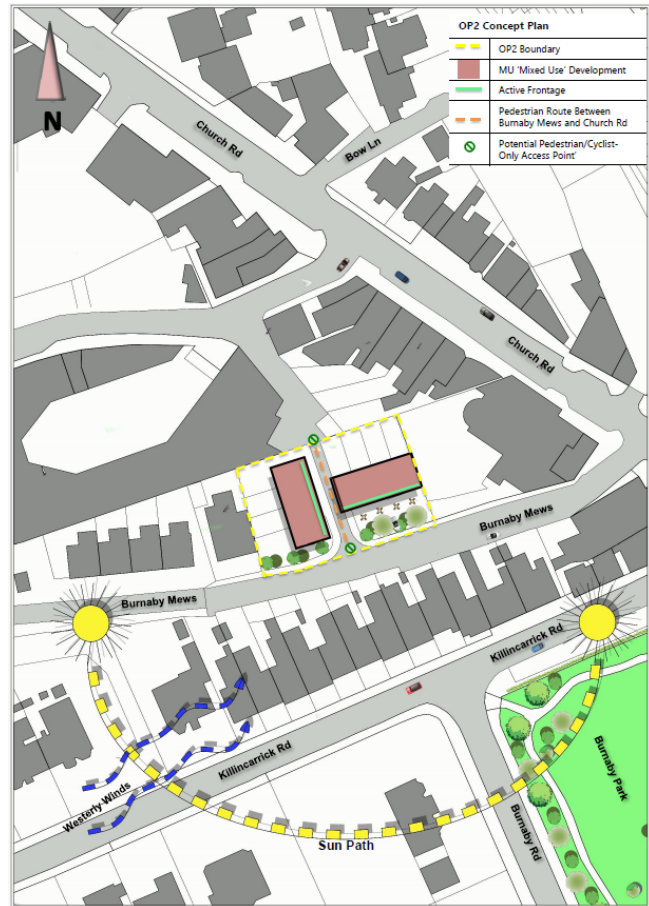 OP2 Concept Plan
OP2 Boundary
MU 'Mixed Use' Development
Active Frontage
Pedestrian Route Between
Burnaby Mews and Church Rd
Potential Pedestrian/Cyclist-
Only Access Point'
N
Church Rd
Bow Ln
Church Rd
Burnaby Mews
Burnaby Mews
Killincarrick Rd
Killincarrick Rd
Westerly Winds
Burnaby Park
Burnaby Rd
Sun Path